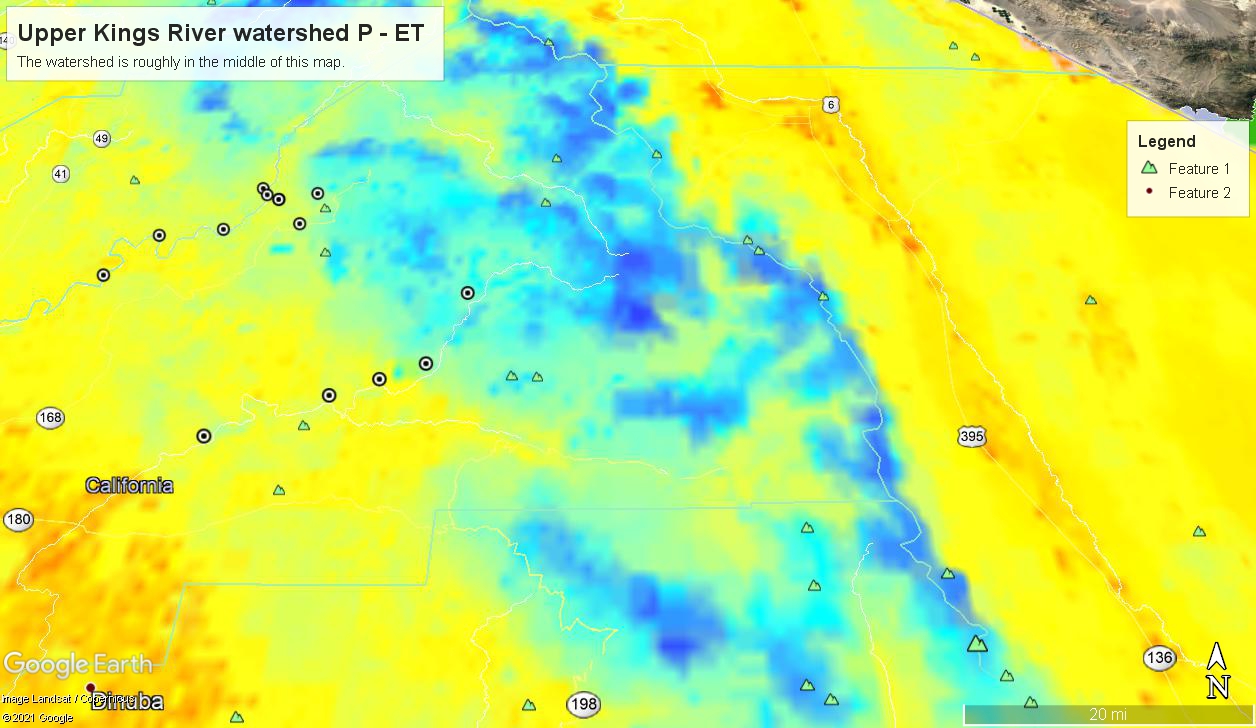 140
Upper Kings River watershed P - ET
The watershed is roughly in the middle of this map.
6
Legend
Feature 1
Feature 2
49
41
168
395
California
180
Google Earth
136
N
Image Landsat / Copernicus
Dinuba
198
©2021 Google
20 mi